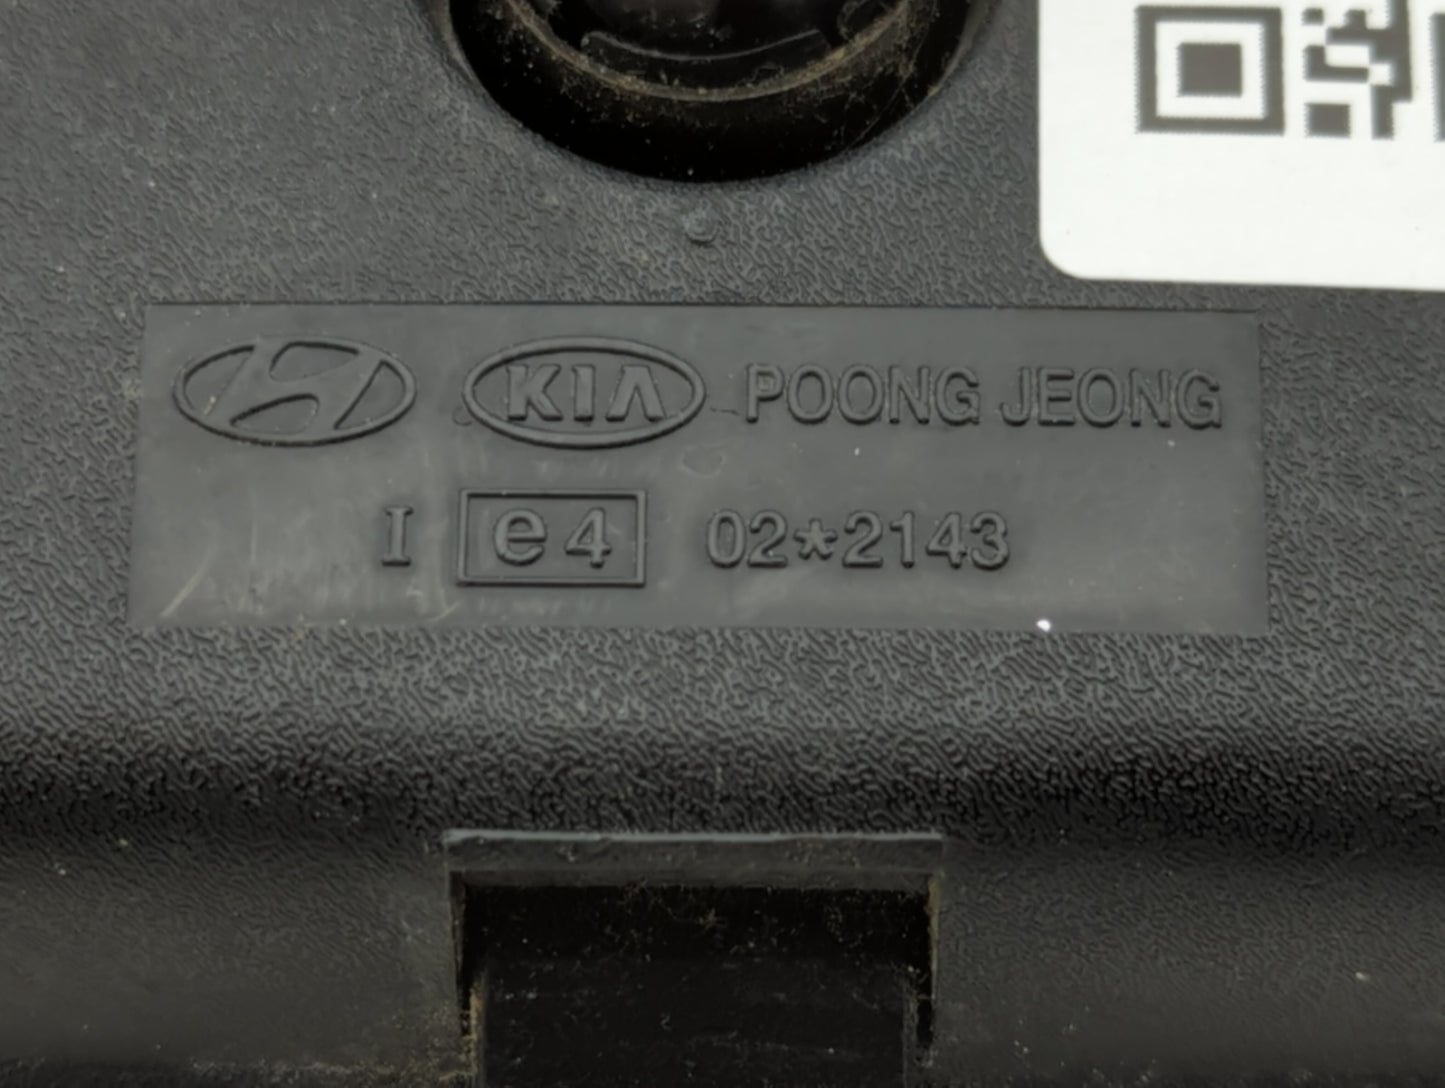 KIA POONG JEONG
I e4 02*2143